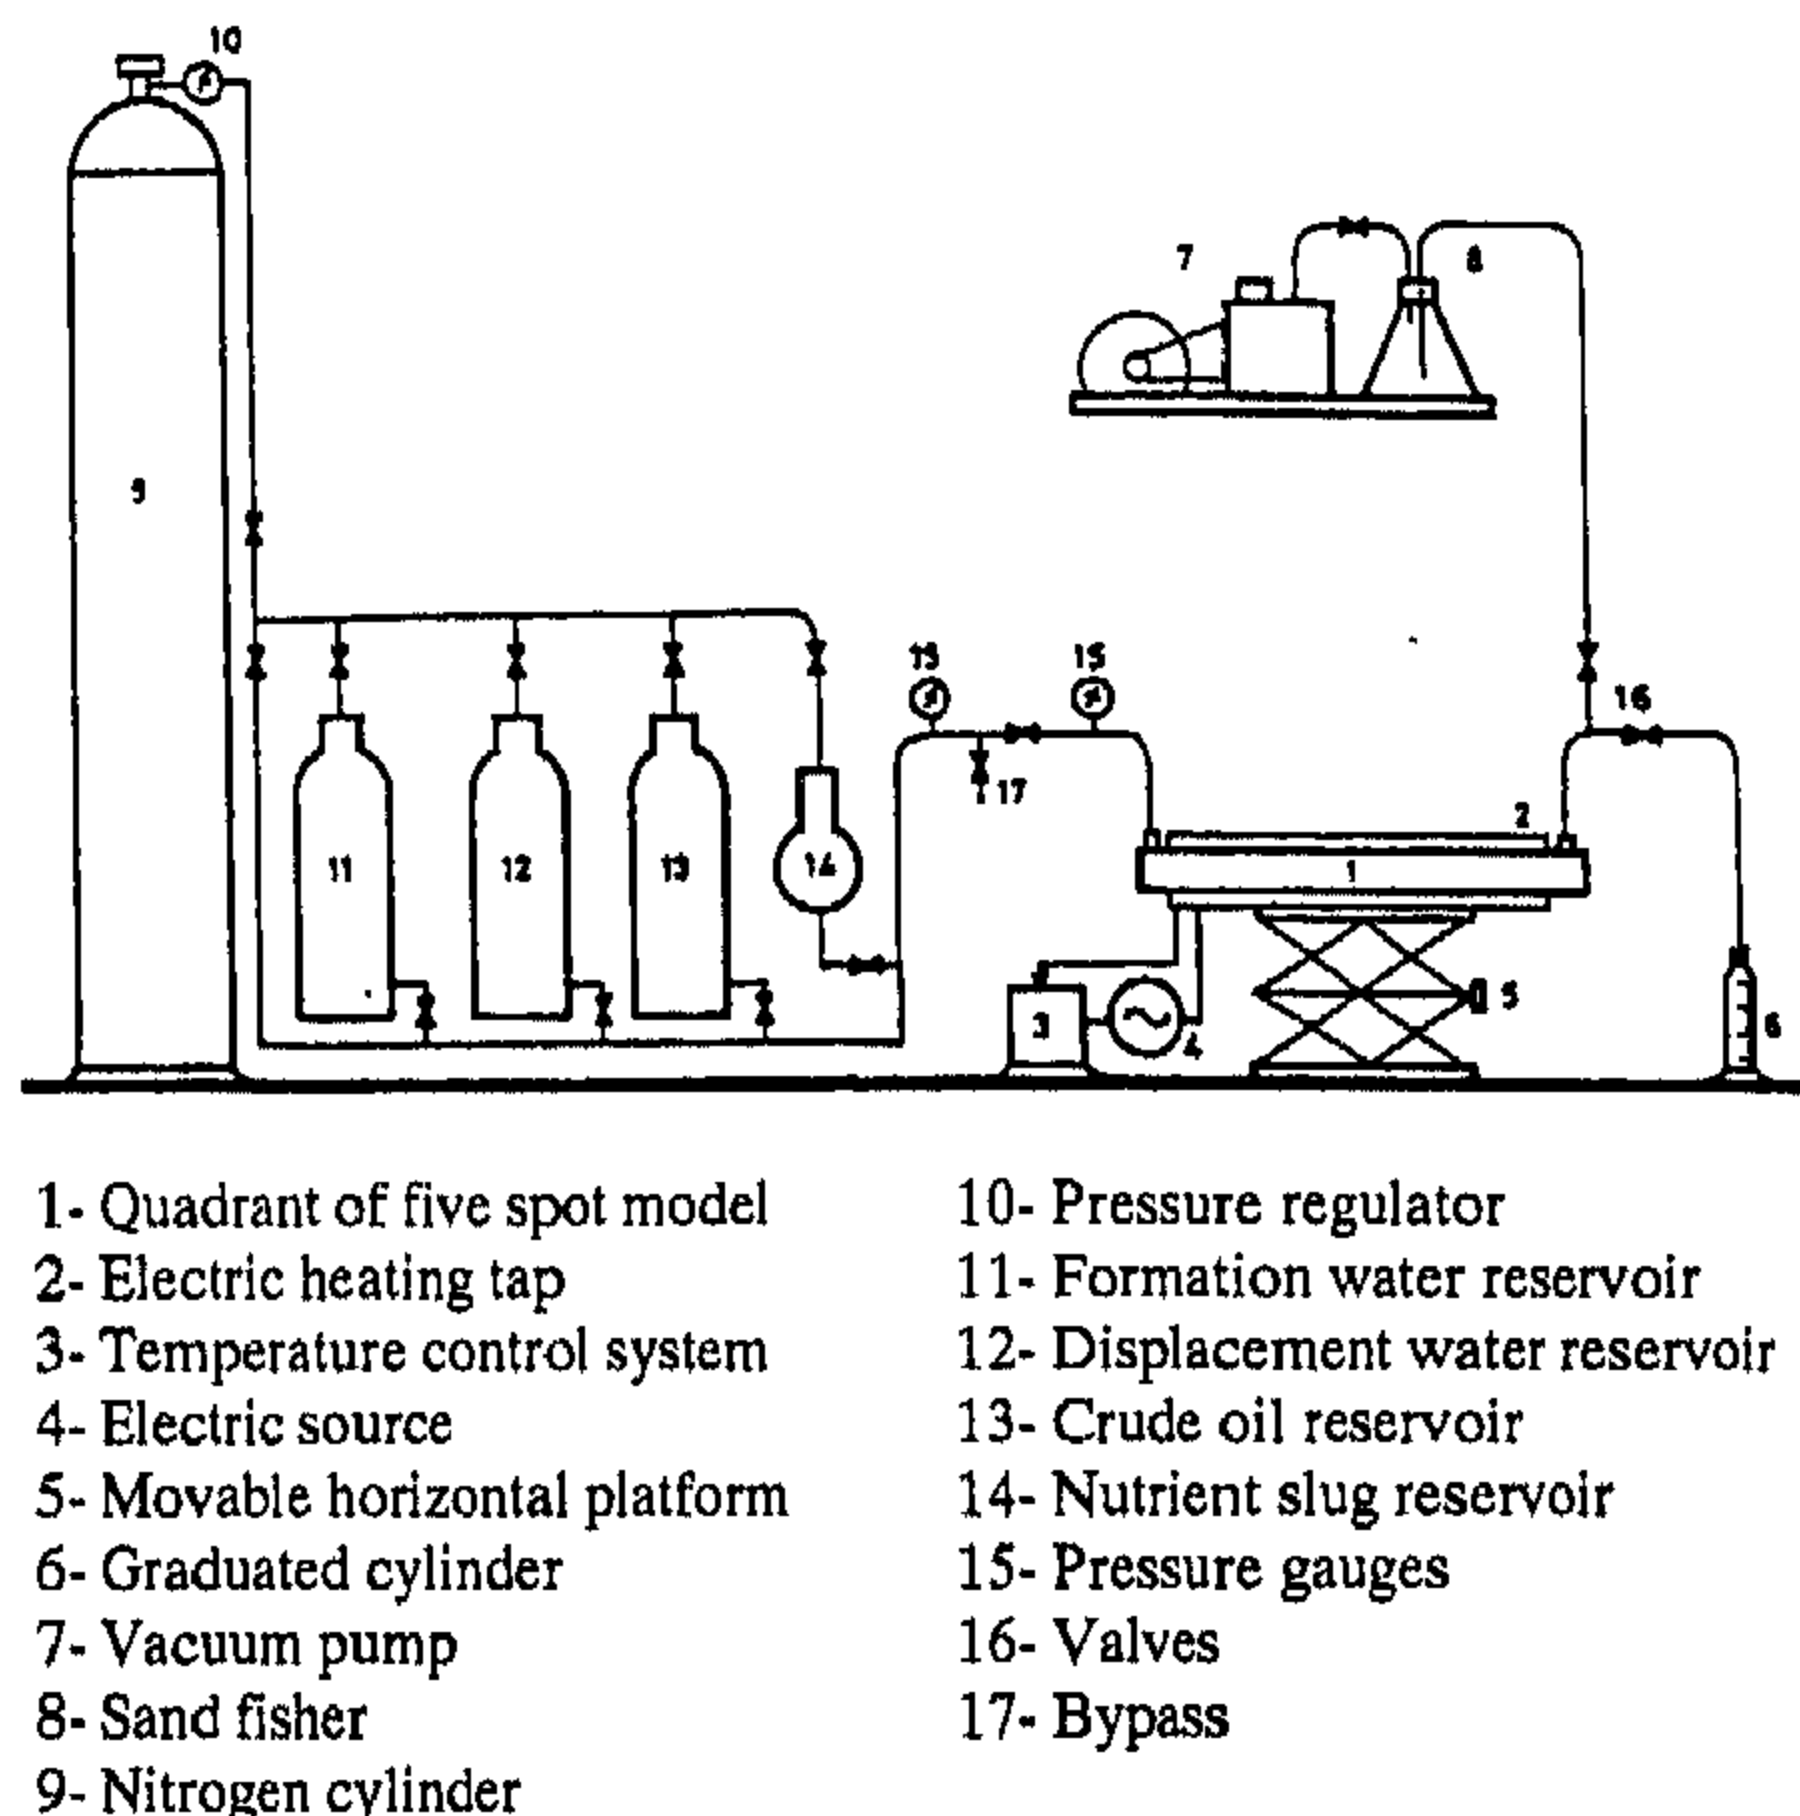 10
7
8
9
15
15
16
17
2
11
12
13
14
1
5
3
4
6
1- Quadrant of five spot model
2- Electric heating tap
3- Temperature control system
4- Electric source
5- Movable horizontal platform
6- Graduated cylinder
7- Vacuum pump
8- Sand fisher
9- Nitrogen cylinder
10- Pressure regulator
11- Formation water reservoir
12- Displacement water reservoir
13- Crude oil reservoir
14- Nutrient slug reservoir
15- Pressure gauges
16- Valves
17- Bypass